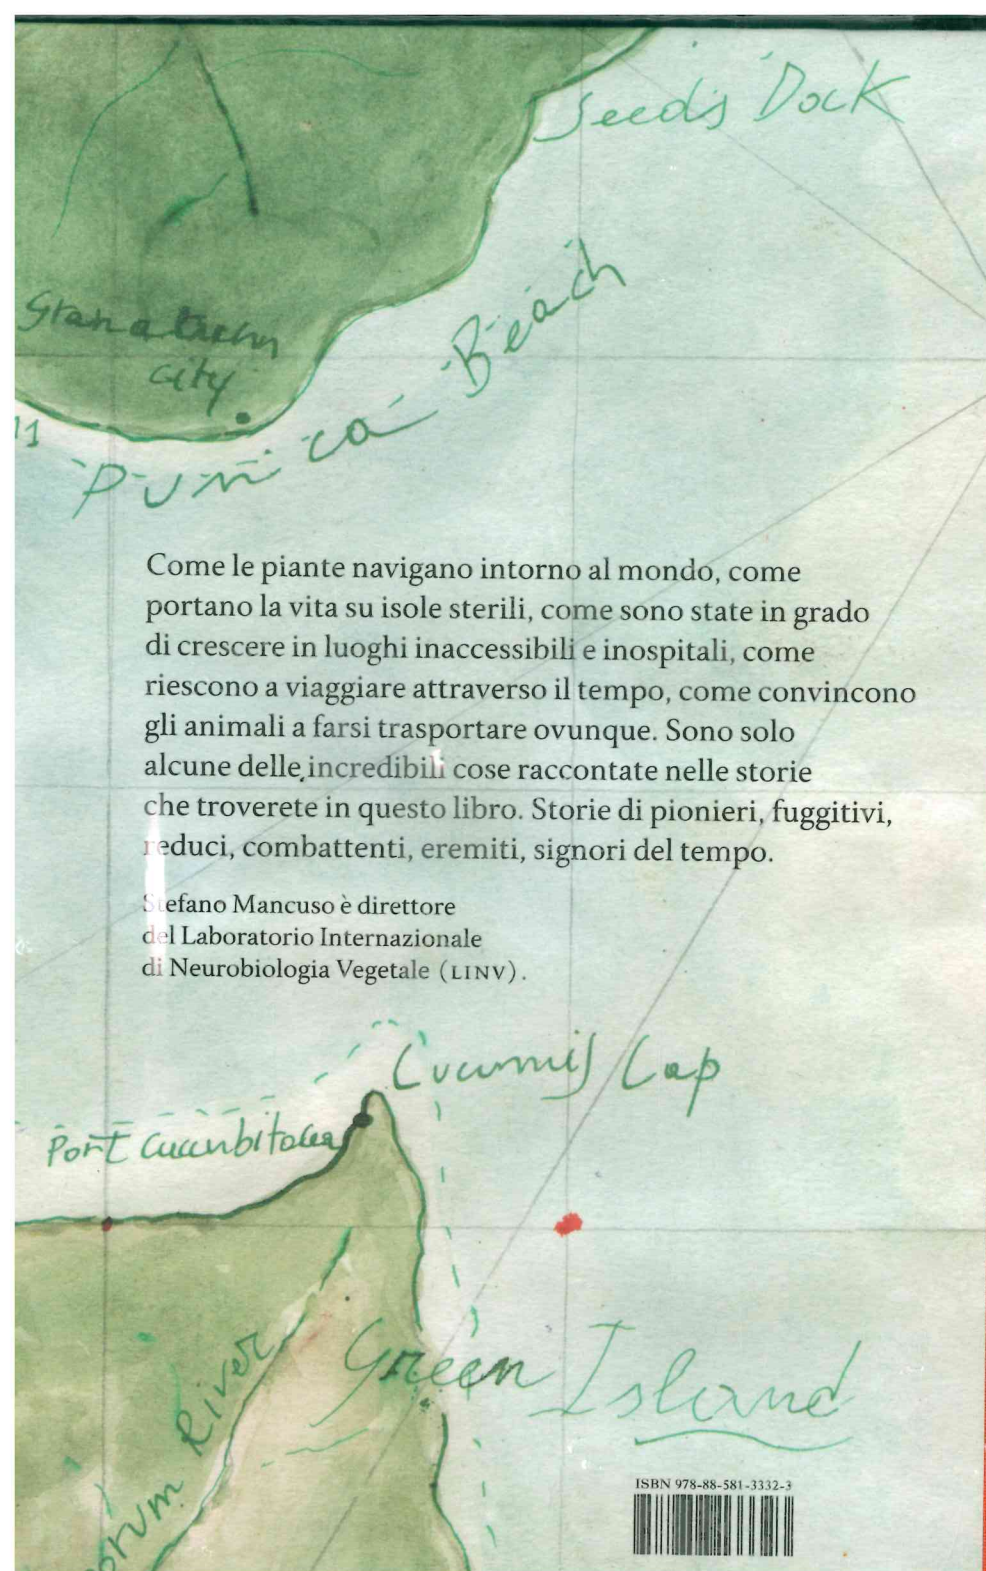 Seeds Dock
Granatum
city
Punica Beach
11
Come le piante navigano intorno al mondo, come
portano la vita su isole sterili, come sono state in grado
di crescere in luoghi inaccessibili e inospitali, come
riescono a viaggiare attraverso il tempo, come convincono
gli animali a farsi trasportare ovunque. Sono solo
alcune delle incredibili cose raccontate nelle storie
che troverete in questo libro. Storie di pionieri, fuggitivi,
reduci, combattenti, eremiti, signori del tempo.
Stefano Mancuso è direttore
del Laboratorio Internazionale
di Neurobiologia Vegetale (LINV).
Cucumis Cap
Port Cucurbitacea
Green Island
River
ISBN 978-88-581-3332-3